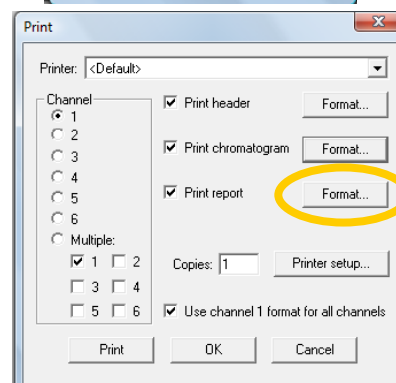 Print
Printer: <Default>
Channel
1
2
3
4
5
6
Multiple:
1 2
3 4
5 6
Print header Format...
Print chromatogram Format...
Print report Format...
Copies: 1 Printer setup...
Use channel 1 format for all channels
Print OK Cancel